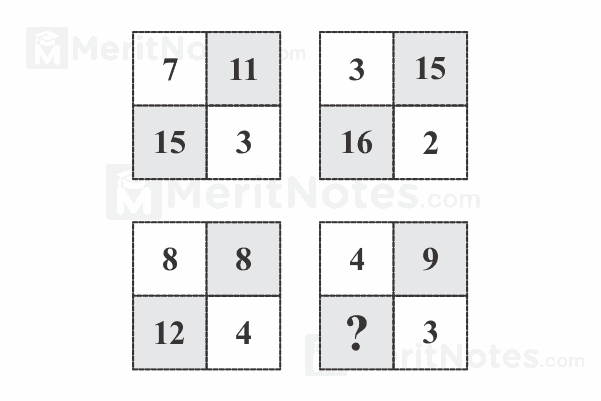 MeritNotes.com
7 11 3 15
15 3 16 2
MeritNotes.com
8 8 4 9
12 4 ? 3
MeritNotes.com